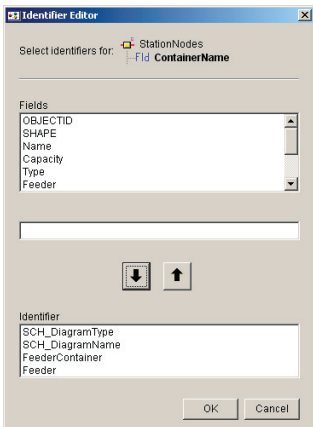 Identifier Editor
Select identifiers for: StationNodes
Fld ContainerName
Fields
OBJECTID
SHAPE
Name
Capacity
Type
Feeder
Identifier
SCH_DiagramType
SCH_DiagramName
FeederContainer
Feeder
OK Cancel